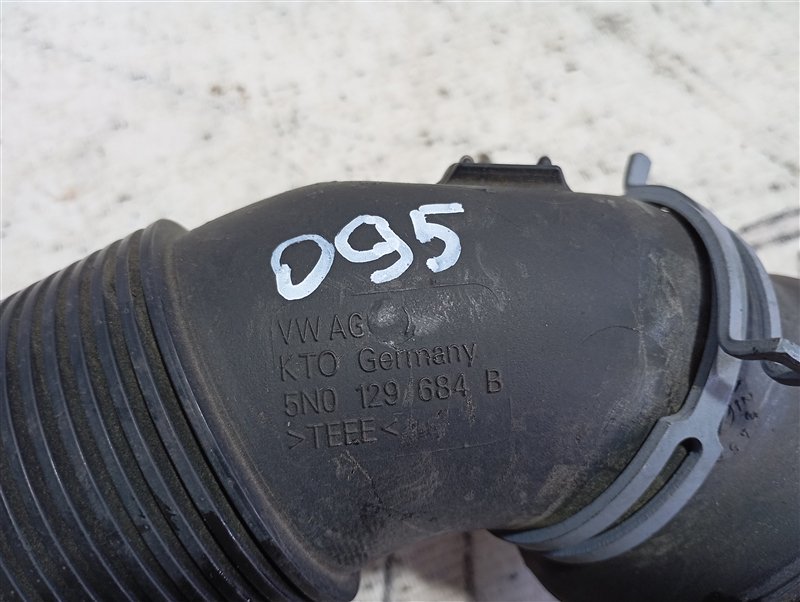 095
VW AG
KTO Germany
5N0 129 684 B
>TEEE<